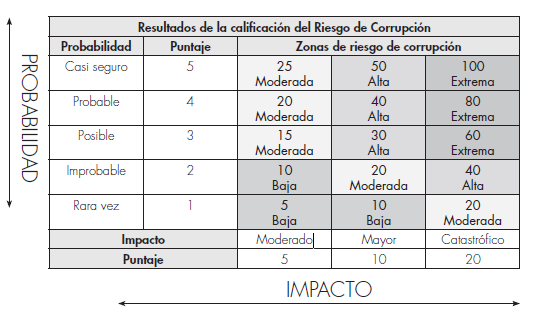 Resultados de la calificación del Riesgo de Corrupción
Probabilidad Puntaje Zonas de riesgo de corrupción
Casi seguro 5 25 50 100
Moderada Alta Extrema
Probable 4 20 40 80
Moderada Alta Extrema
Posible 3 15 30 60
Moderada Alta Extrema
Improbable 2 10 20 40
Baja Moderada Alta
Rara vez 1 5 10 20
Baja Baja Moderada
Impacto Moderado Mayor Catastrófico
Puntaje 5 10 20
PROBABILIDAD
IMPACTO